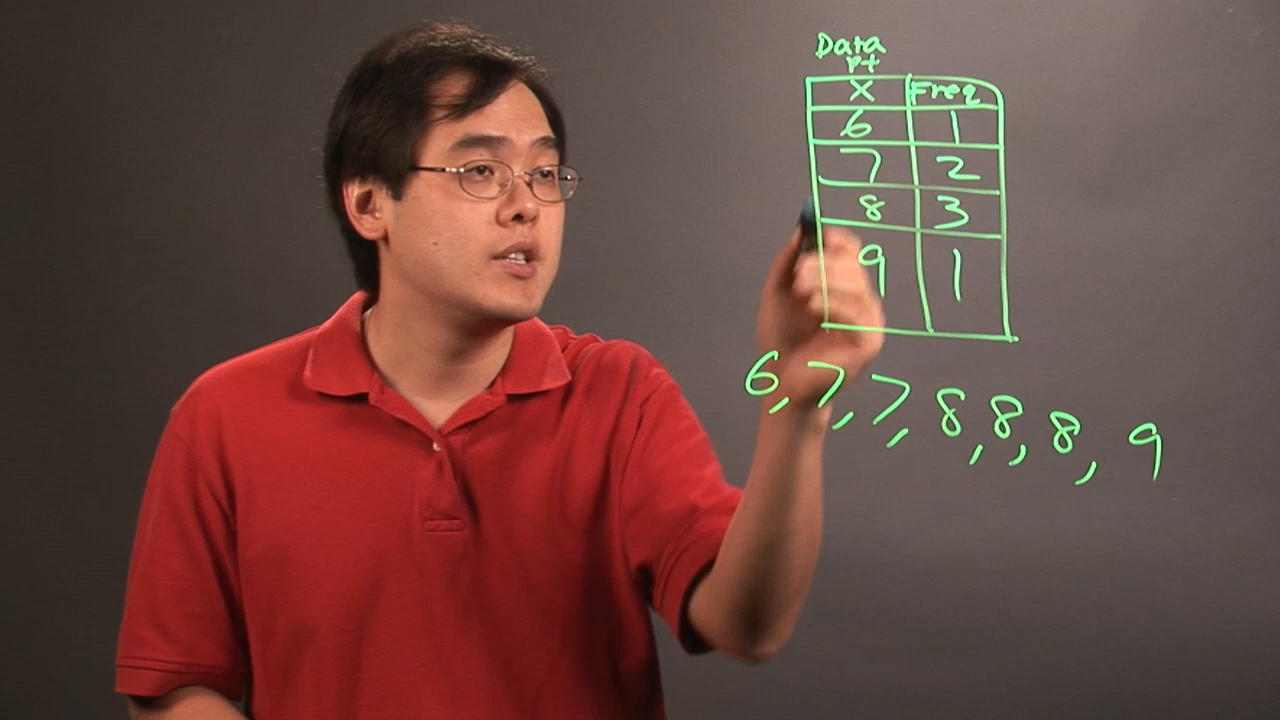 Data
pt
X Freq
6 1
7 2
8 3
9 1
6, 7, 7, 8, 8, 8, 9